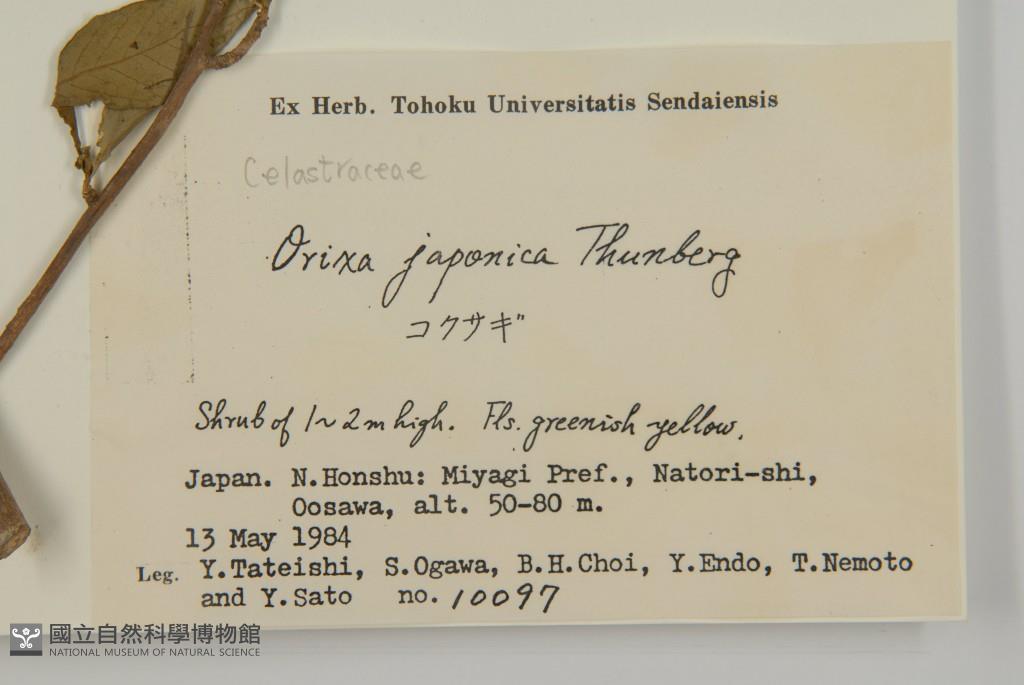 Ex Herb. Tohoku Universitatis Sendaiensis
Celastraceae
Orixa japonica Thunberg
コクサギ
Shrub of 1~2m high. Fls. greenish yellow.
Japan. N.Honshu: Miyagi Pref., Natori-shi,
Oosawa, alt. 50-80 m.
13 May 1984
Leg. Y.Tateishi, S.Ogawa, B.H.Choi, Y.Endo, T.Nemoto
and Y.Sato no. 10097
國立自然科學博物館
NATIONAL MUSEUM OF NATURAL SCIENCE